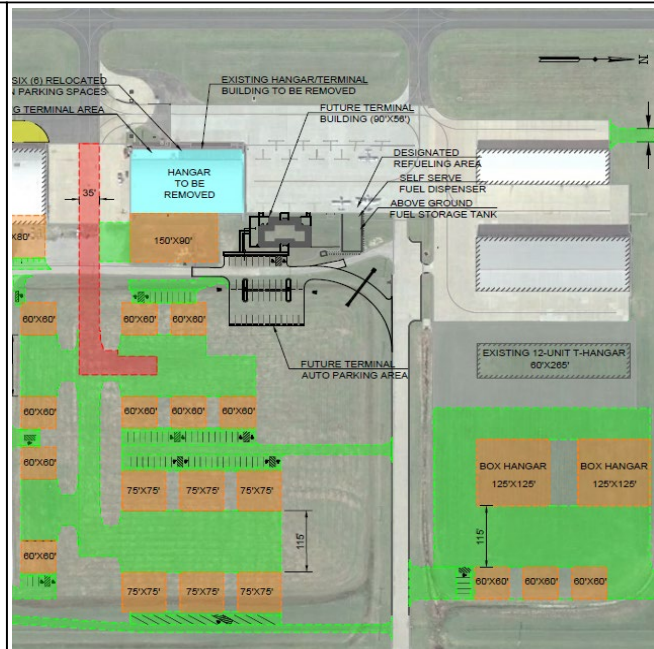 SIX (6) RELOCATED
PARKING SPACES
TERMINAL AREA
EXISTING HANGAR/TERMINAL
BUILDING TO BE REMOVED
FUTURE TERMINAL
BUILDING (90'X56')
N
HANGAR
TO BE
REMOVED
DESIGNATED
REFUELING AREA
SELF SERVE
FUEL DISPENSER
ABOVE GROUND
FUEL STORAGE TANK
35'
X80'
150'X90'
60'X60'
60'X60'
60'X60'
FUTURE TERMINAL
AUTO PARKING AREA
EXISTING 12-UNIT T-HANGAR
60'X265'
60'X60'
60'X60'
60'X60'
60'X60'
60'X60'
75'X75'
75'X75'
75'X75'
BOX HANGAR
125'X125'
BOX HANGAR
125'X125'
115'
115'
60'X60'
75'X75'
75'X75'
75'X75'
60'X60'
60'X60'
60'X60'